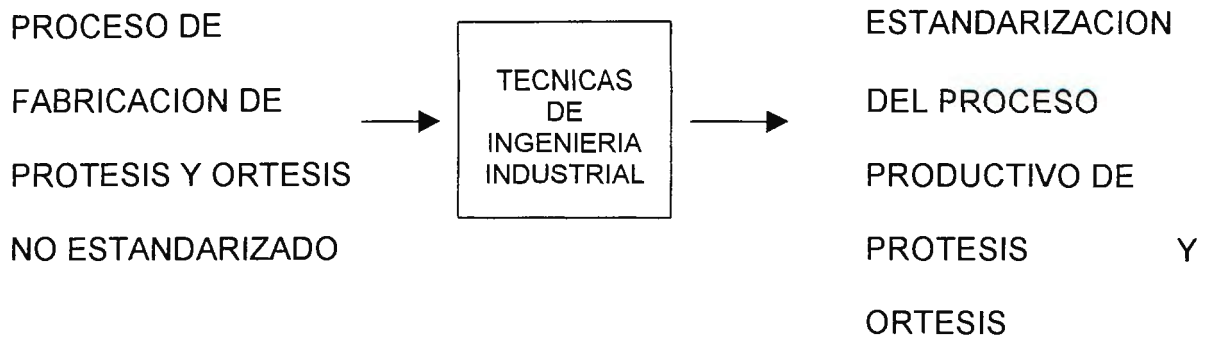 PROCESO DE
FABRICACION DE
PROTESIS Y ORTESIS
NO ESTANDARIZADO
TECNICAS
DE
INGENIERIA
INDUSTRIAL
ESTANDARIZACION
DEL PROCESO
PRODUCTIVO DE
PROTESIS Y
ORTESIS